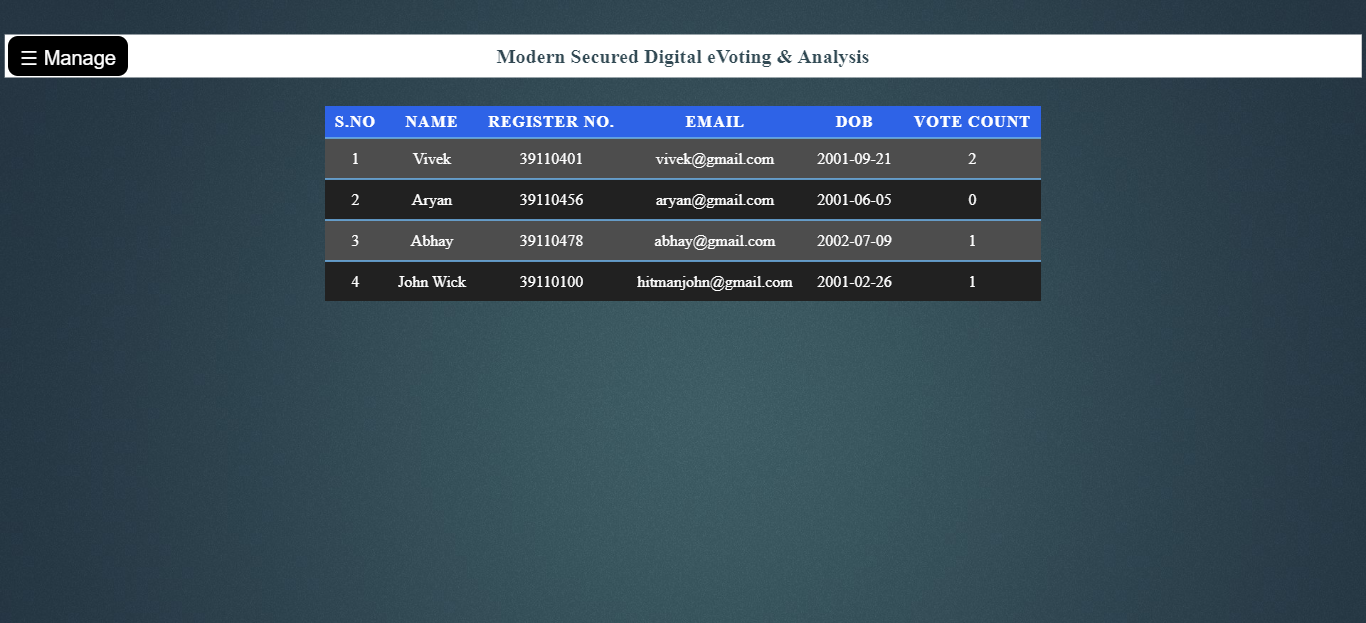 ☰ Manage
Modern Secured Digital eVoting & Analysis
S.NO NAME REGISTER NO. EMAIL DOB VOTE COUNT
1 Vivek 39110401 vivek@gmail.com 2001-09-21 2
2 Aryan 39110456 aryan@gmail.com 2001-06-05 0
3 Abhay 39110478 abhay@gmail.com 2002-07-09 1
4 John Wick 39110100 hitmanjohn@gmail.com 2001-02-26 1